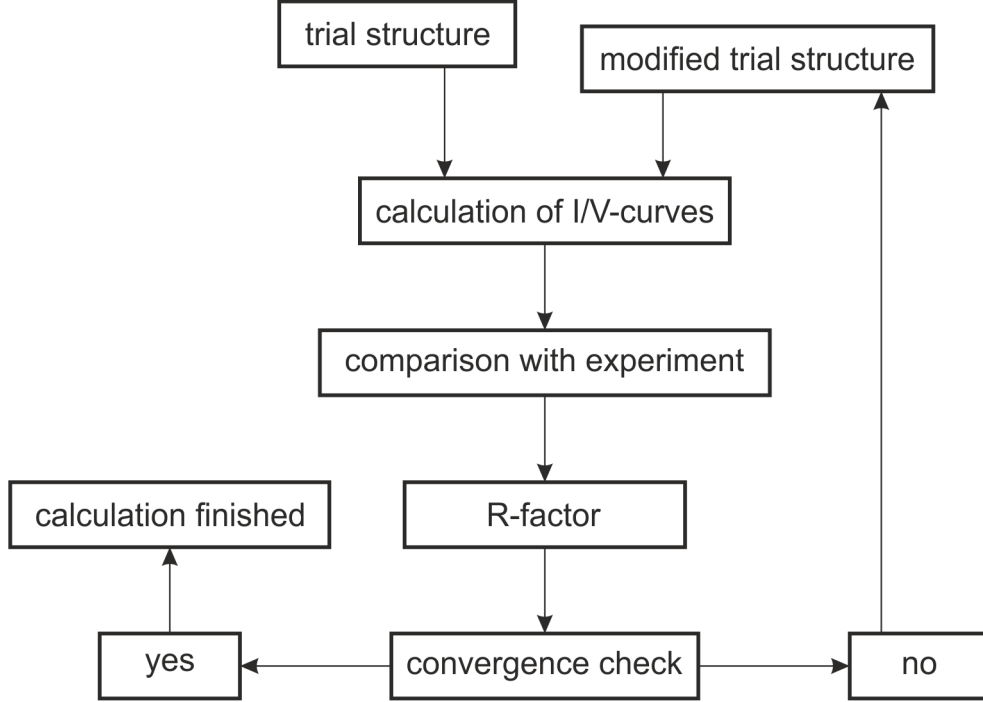 trial structure
modified trial structure
calculation of I/V-curves
comparison with experiment
calculation finished
R-factor
yes
convergence check
no